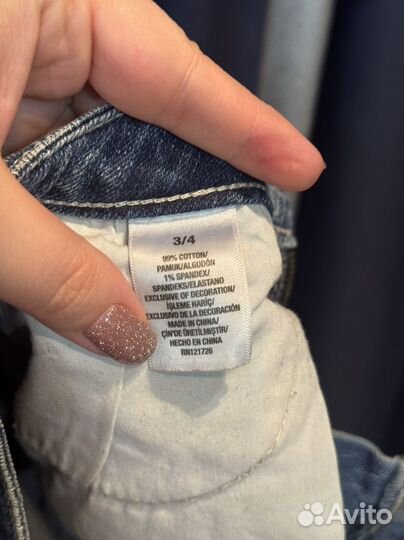 3/4
99% COTTON/
PAMUK/ALGODÓN
1% SPANDEX/
SPANDEKS/ELASTANO
EXCLUSIVE OF DECORATION/
İŞLEME HARİÇ/
EXCLUSIVO DE LA DECORACIÓN
MADE IN CHINA/
ÇİN'DE ÜRETİLMİŞTİR/
HECHO EN CHINA
RN121726
Avito